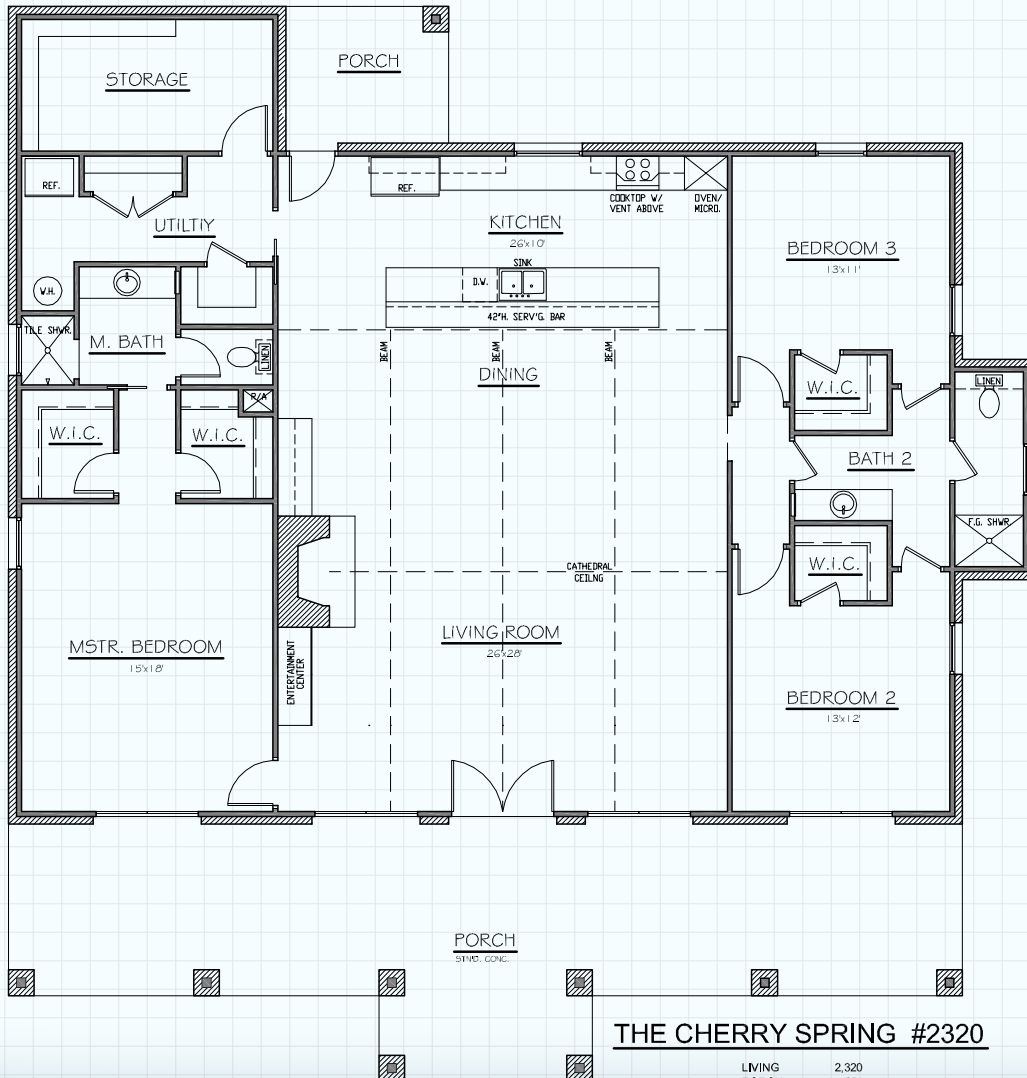 PORCH
STORAGE
REF.
REF.
COOKTOP W/
VENT ABOVE
OVEN/
MICRO.
UTILTIY
KITCHEN
26'x10'
BEDROOM 3
13'x11'
SINK
D.W.
W.H.
42"H. SERV'G. BAR
TILE SHWR.
M. BATH
LINEN
BEAM
BEAM
BEAM
DINING
R/A
W.I.C.
LINEN
W.I.C.
W.I.C.
BATH 2
F.G. SHWR.
CATHEDRAL
CEILNG
W.I.C.
MSTR. BEDROOM
15'x18'
LIVING ROOM
26'x28'
ENTERTAINMENT
CENTER
BEDROOM 2
13'x12'
PORCH
STN'D. CONC.
THE CHERRY SPRING #2320
LIVING 2,320